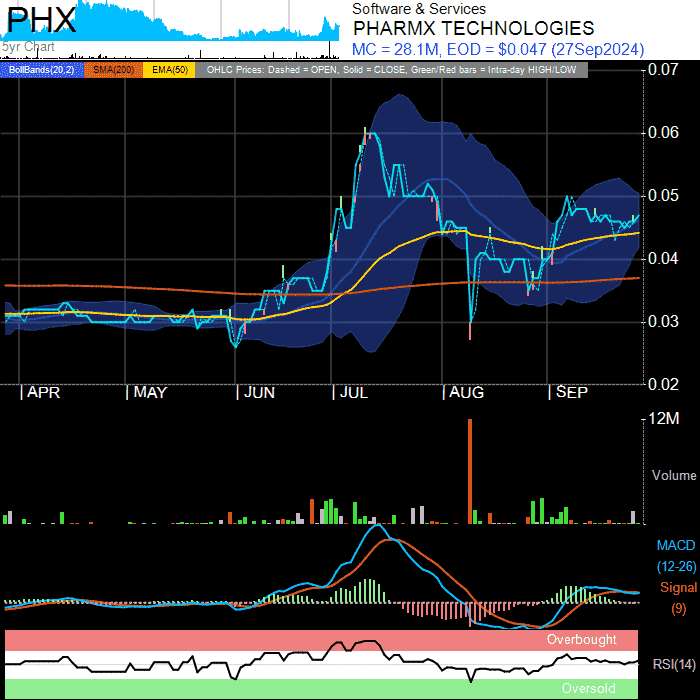 PHX
5yr Chart
Software & Services
PHARMX TECHNOLOGIES
MC = 28.1M, EOD = $0.047 (27Sep2024)
BollBands(20,2) SMA(200) EMA(50) OHLC Prices: Dashed = OPEN, Solid = CLOSE, Green/Red bars = Intra-day HIGH/LOW
0.07
0.06
0.05
0.04
0.03
0.02
APR MAY JUN JUL AUG SEP
12M
Volume
MACD
(12-26)
Signal
(9)
Overbought
RSI(14)
Oversold